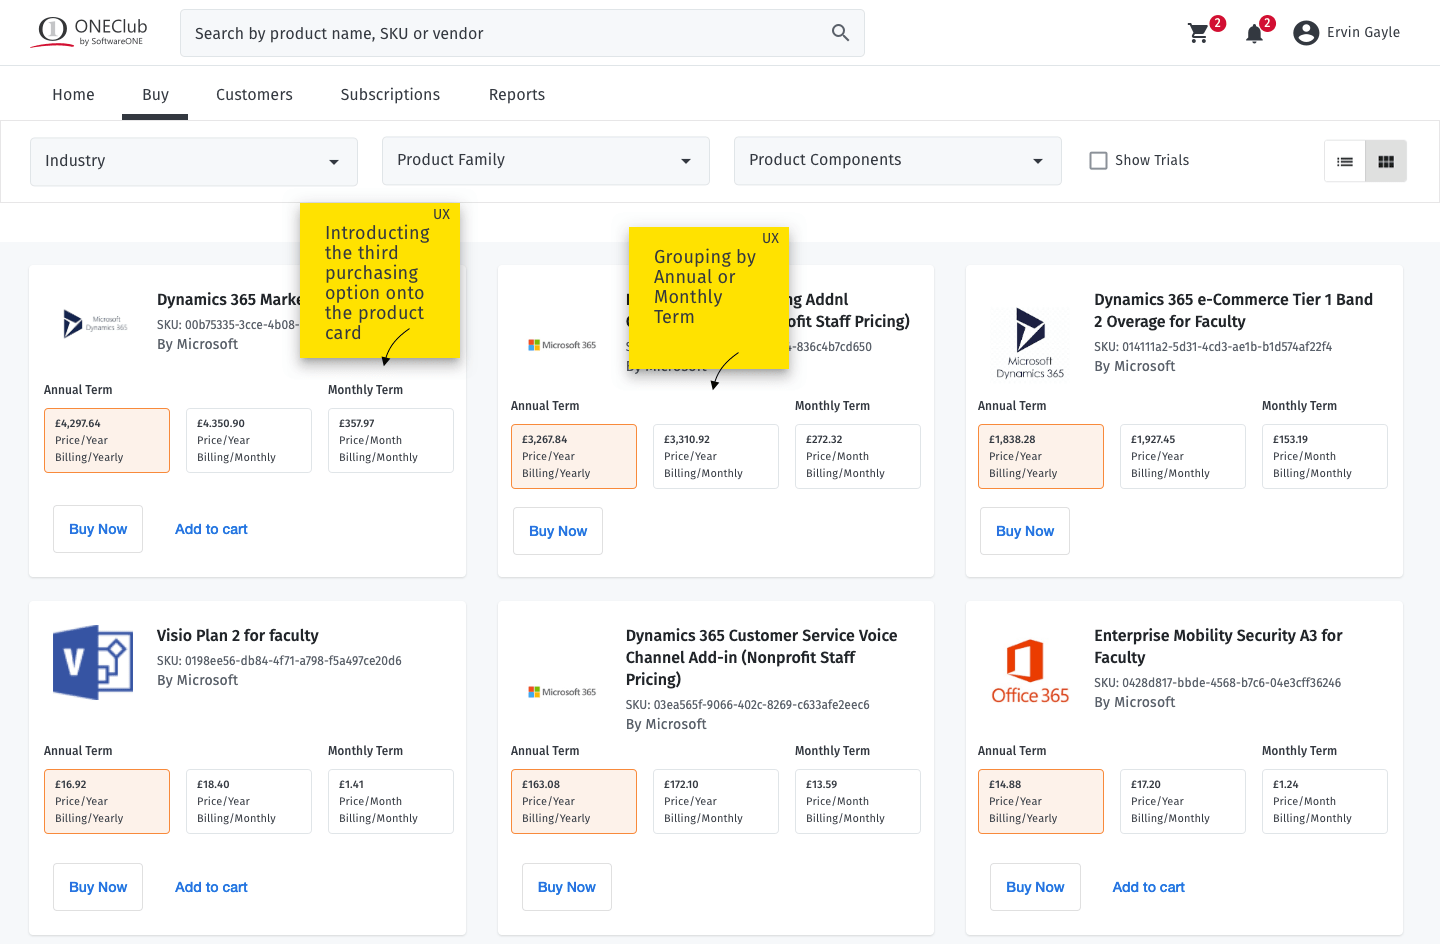 ONEClub
by SoftwareONE
Search by product name, SKU or vendor
2
2
Ervin Gayle
Home
Buy
Customers
Subscriptions
Reports
Industry
Product Family
Product Components
Show Trials
UX
Introducting
the third
purchasing
option onto
the product
card
UX
Grouping by
Annual or
Monthly
Term
Microsoft
Dynamics 365
Dynamics 365 Marke
SKU: 00b75335-3cce-4b08-
By Microsoft
Annual Term
Monthly Term
£4,297.64
Price/Year
Billing/Yearly
£4.350.90
Price/Year
Billing/Monthly
£357.97
Price/Month
Billing/Monthly
Buy Now
Add to cart
Microsoft 365
ng Addnl
ofit Staff Pricing)
-836c4b7cd650
By Microsoft
Annual Term
Monthly Term
£3,267.84
Price/Year
Billing/Yearly
£3,310.92
Price/Year
Billing/Monthly
£272.32
Price/Month
Billing/Monthly
Buy Now
Microsoft
Dynamics 365
Dynamics 365 e-Commerce Tier 1 Band
2 Overage for Faculty
SKU: 014111a2-5d31-4cd3-ae1b-b1d574af22f4
By Microsoft
Annual Term
Monthly Term
£1,838.28
Price/Year
Billing/Yearly
£1,927.45
Price/Year
Billing/Monthly
£153.19
Price/Month
Billing/Monthly
Buy Now
V
Visio Plan 2 for faculty
SKU: 0198ee56-db84-4f71-a798-f5a497ce20d6
By Microsoft
Annual Term
Monthly Term
£16.92
Price/Year
Billing/Yearly
£18.40
Price/Year
Billing/Monthly
£1.41
Price/Month
Billing/Monthly
Buy Now
Add to cart
Microsoft 365
Dynamics 365 Customer Service Voice
Channel Add-in (Nonprofit Staff
Pricing)
SKU: 03ea565f-9066-402c-8269-c633afe2eec6
By Microsoft
Annual Term
Monthly Term
£163.08
Price/Year
Billing/Yearly
£172.10
Price/Year
Billing/Monthly
£13.59
Price/Month
Billing/Monthly
Buy Now
Office 365
Enterprise Mobility Security A3 for
Faculty
SKU: 0428d817-bbde-4568-b7c6-04e3cff36246
By Microsoft
Annual Term
Monthly Term
£14.88
Price/Year
Billing/Yearly
£17.20
Price/Year
Billing/Monthly
£1.24
Price/Month
Billing/Monthly
Buy Now
Add to cart